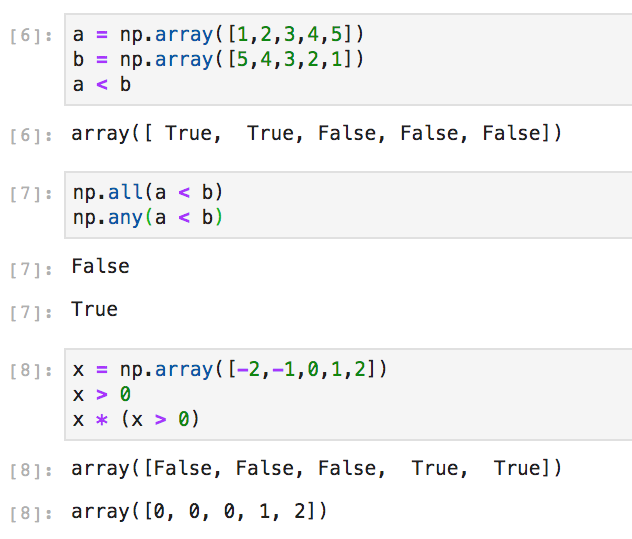 [6]: a = np.array([1,2,3,4,5])
b = np.array([5,4,3,2,1])
a < b
[6]: array([ True,  True, False, False, False])
[7]: np.all(a < b)
np.any(a < b)
[7]: False
[7]: True
[8]: x = np.array([-2,-1,0,1,2])
x > 0
x * (x > 0)
[8]: array([False, False, False,  True,  True])
[8]: array([0, 0, 0, 1, 2])